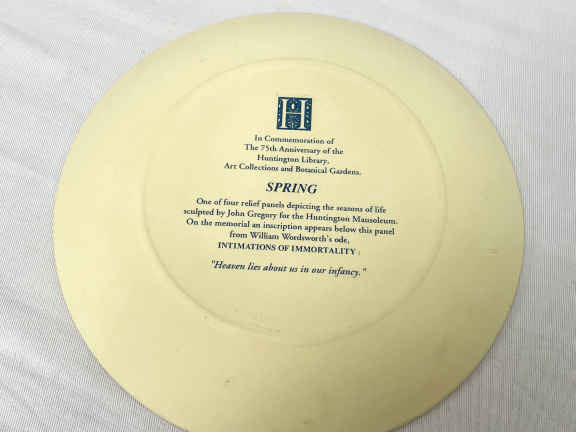 H
In Commemoration of
The 75th Anniversary of the
Huntington Library,
Art Collections and Botanical Gardens.
SPRING
One of four relief panels depicting the seasons of life
sculpted by John Gregory for the Huntington Mausoleum.
On the memorial an inscription appears below this panel
from William Wordsworth's ode,
INTIMATIONS OF IMMORTALITY :
"Heaven lies about us in our infancy."